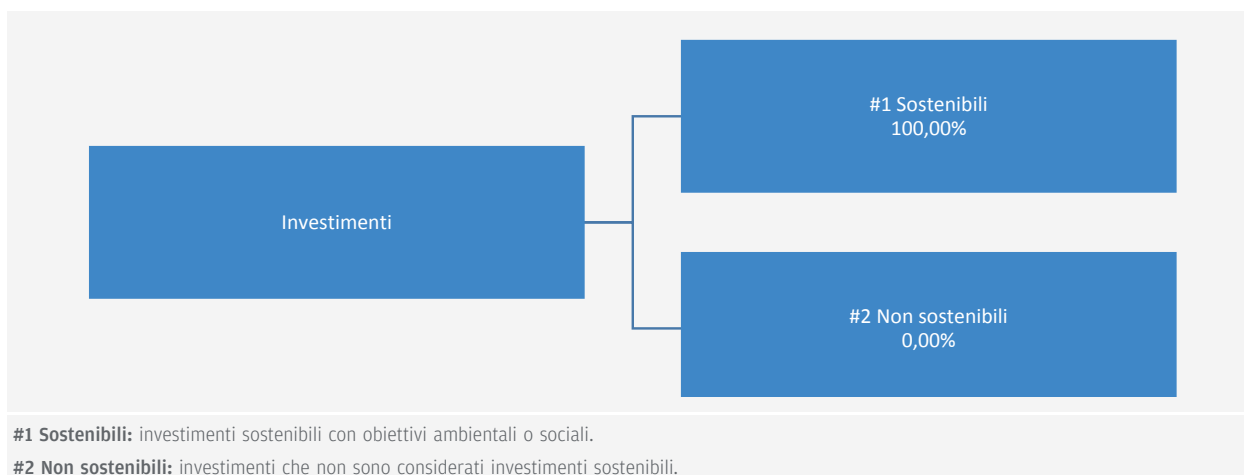 Investimenti
#1 Sostenibili
100,00%
#2 Non sostenibili
0,00%
#1 Sostenibili: investimenti sostenibili con obiettivi ambientali o sociali.
#2 Non sostenibili: investimenti che non sono considerati investimenti sostenibili.